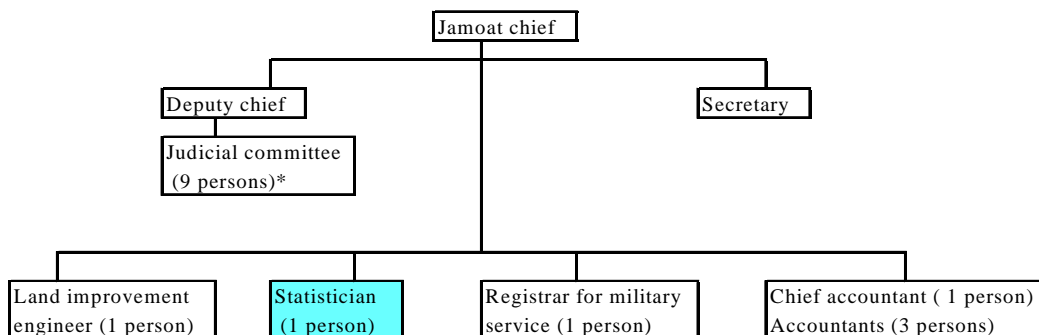 Jamoat chief
Deputy chief
Secretary
Judicial committee
(9 persons)*
Land improvement
engineer (1 person)
Statistician
(1 person)
Registrar for military
service (1 person)
Chief accountant ( 1 person)
Accountants (3 persons)